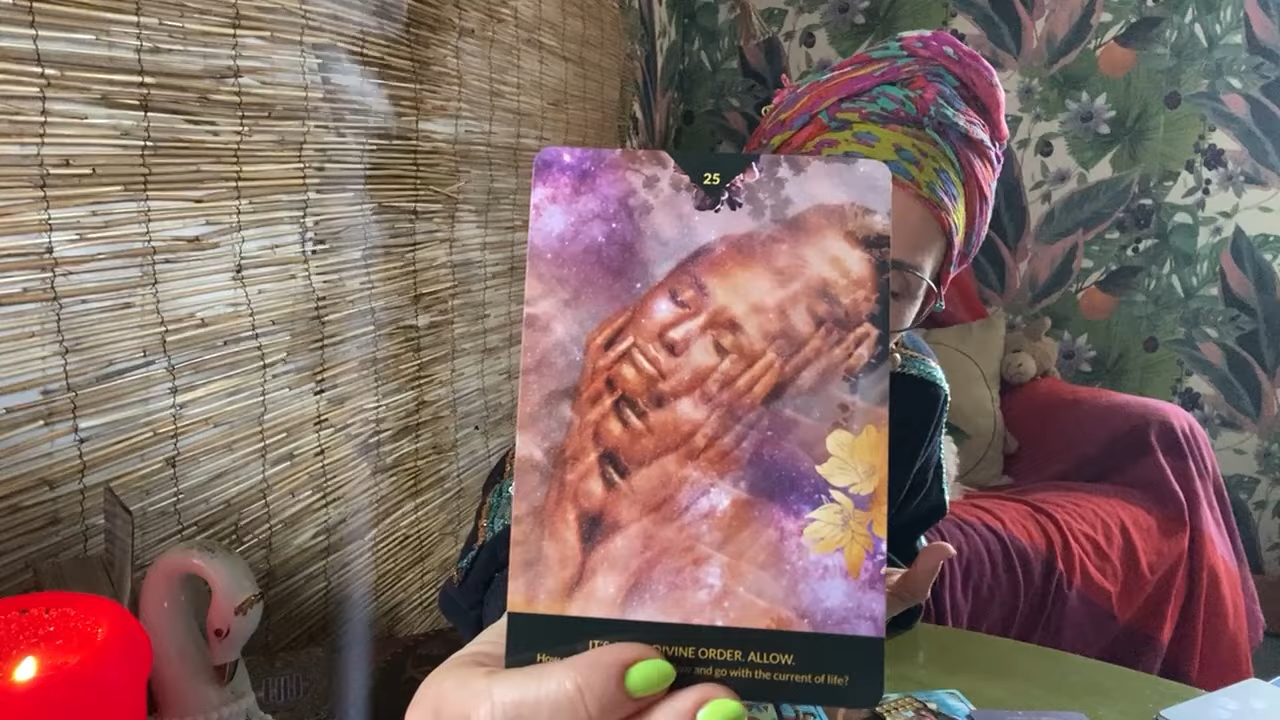 25
IT'S DIVINE ORDER. ALLOW.
How and go with the current of life?